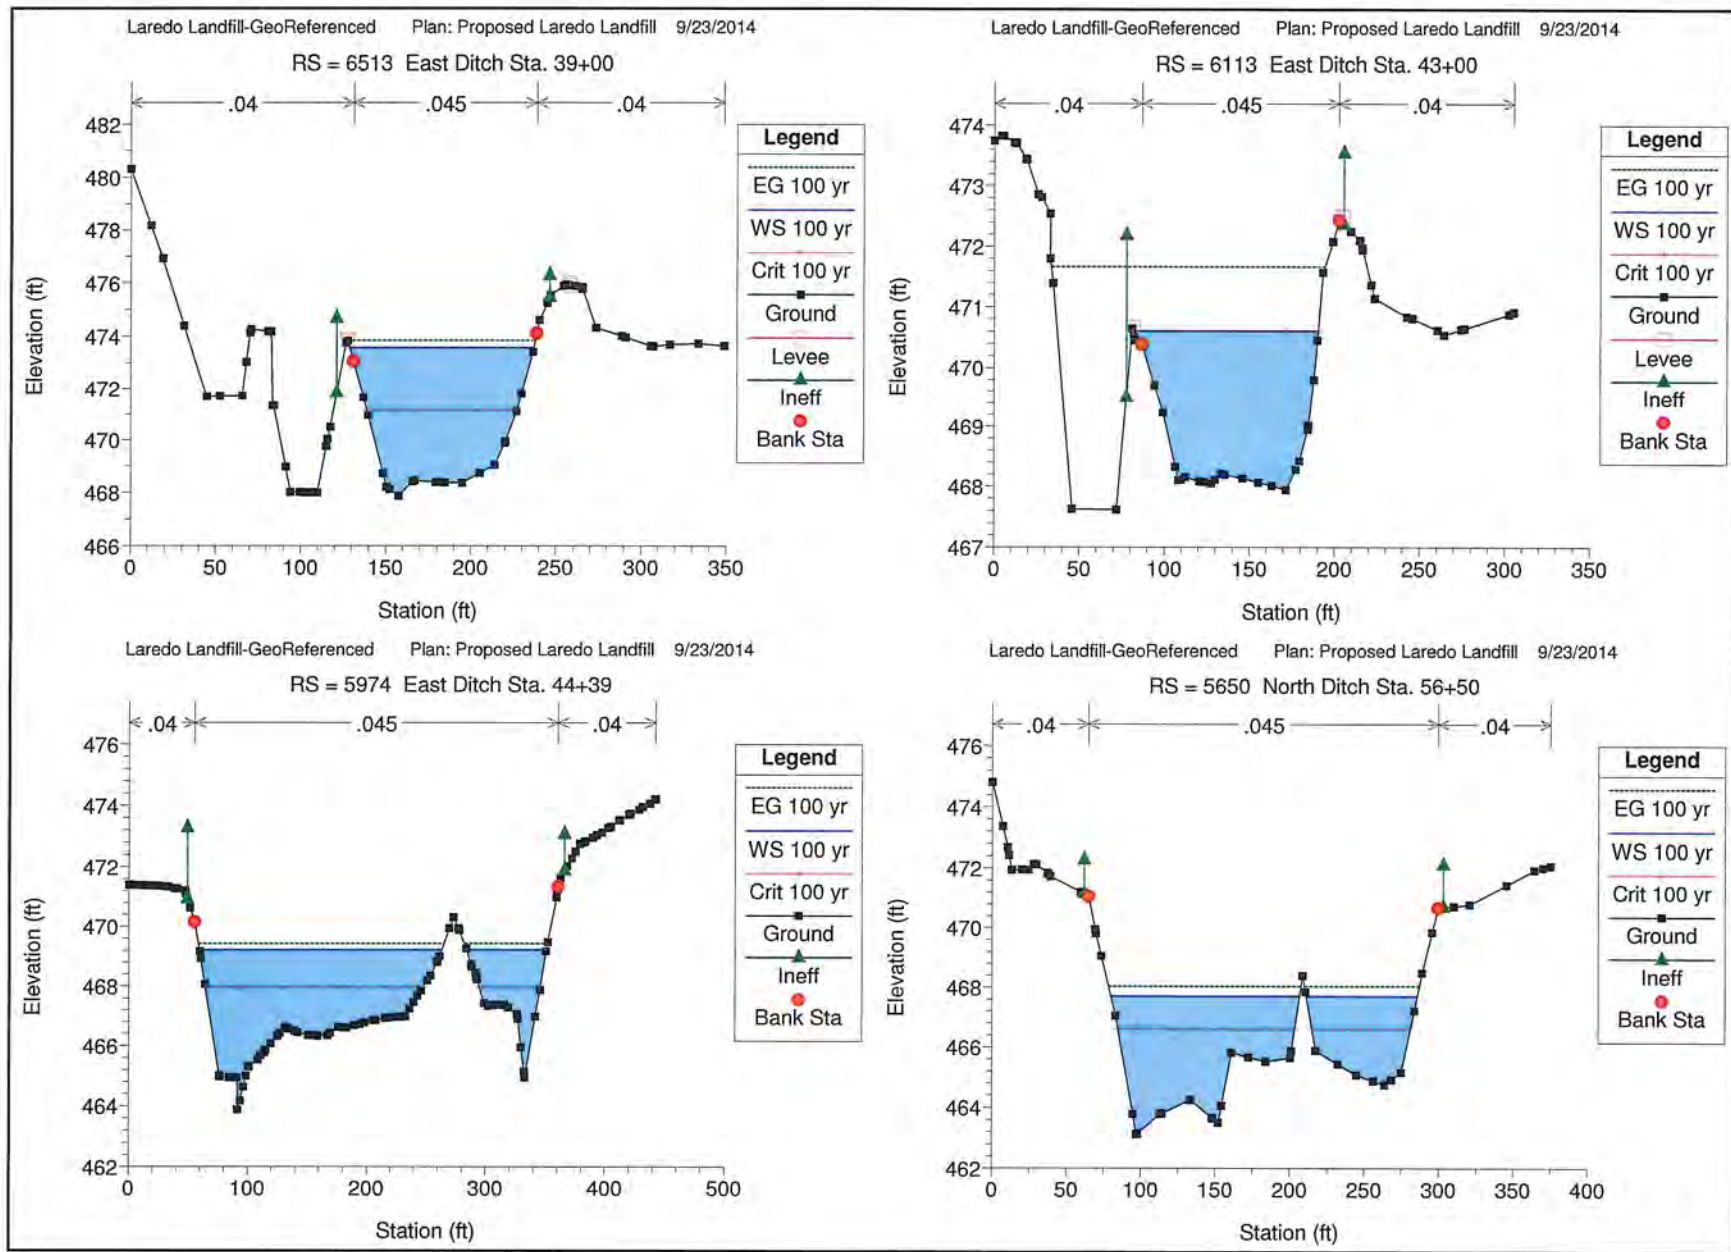 Laredo Landfill-GeoReferenced Plan: Proposed Laredo Landfill 9/23/2014
RS = 6513 East Ditch Sta. 39+00
.04 .045 .04
482
480
478
476
474
472
470
468
466
Elevation (ft)
0 50 100 150 200 250 300 350
Station (ft)
Legend
EG 100 yr
WS 100 yr
Crit 100 yr
Ground
Levee
Ineff
Bank Sta
Laredo Landfill-GeoReferenced Plan: Proposed Laredo Landfill 9/23/2014
RS = 6113 East Ditch Sta. 43+00
.04 .045 .04
474
473
472
471
470
469
468
467
Elevation (ft)
0 50 100 150 200 250 300 350
Station (ft)
Legend
EG 100 yr
WS 100 yr
Crit 100 yr
Ground
Levee
Ineff
Bank Sta
Laredo Landfill-GeoReferenced Plan: Proposed Laredo Landfill 9/23/2014
RS = 5974 East Ditch Sta. 44+39
.04 .045 .04
476
474
472
470
468
466
464
462
Elevation (ft)
0 100 200 300 400 500
Station (ft)
Legend
EG 100 yr
WS 100 yr
Crit 100 yr
Ground
Ineff
Bank Sta
Laredo Landfill-GeoReferenced Plan: Proposed Laredo Landfill 9/23/2014
RS = 5650 North Ditch Sta. 56+50
.04 .045 .04
476
474
472
470
468
466
464
462
Elevation (ft)
0 50 100 150 200 250 300 350 400
Station (ft)
Legend
EG 100 yr
WS 100 yr
Crit 100 yr
Ground
Ineff
Bank Sta